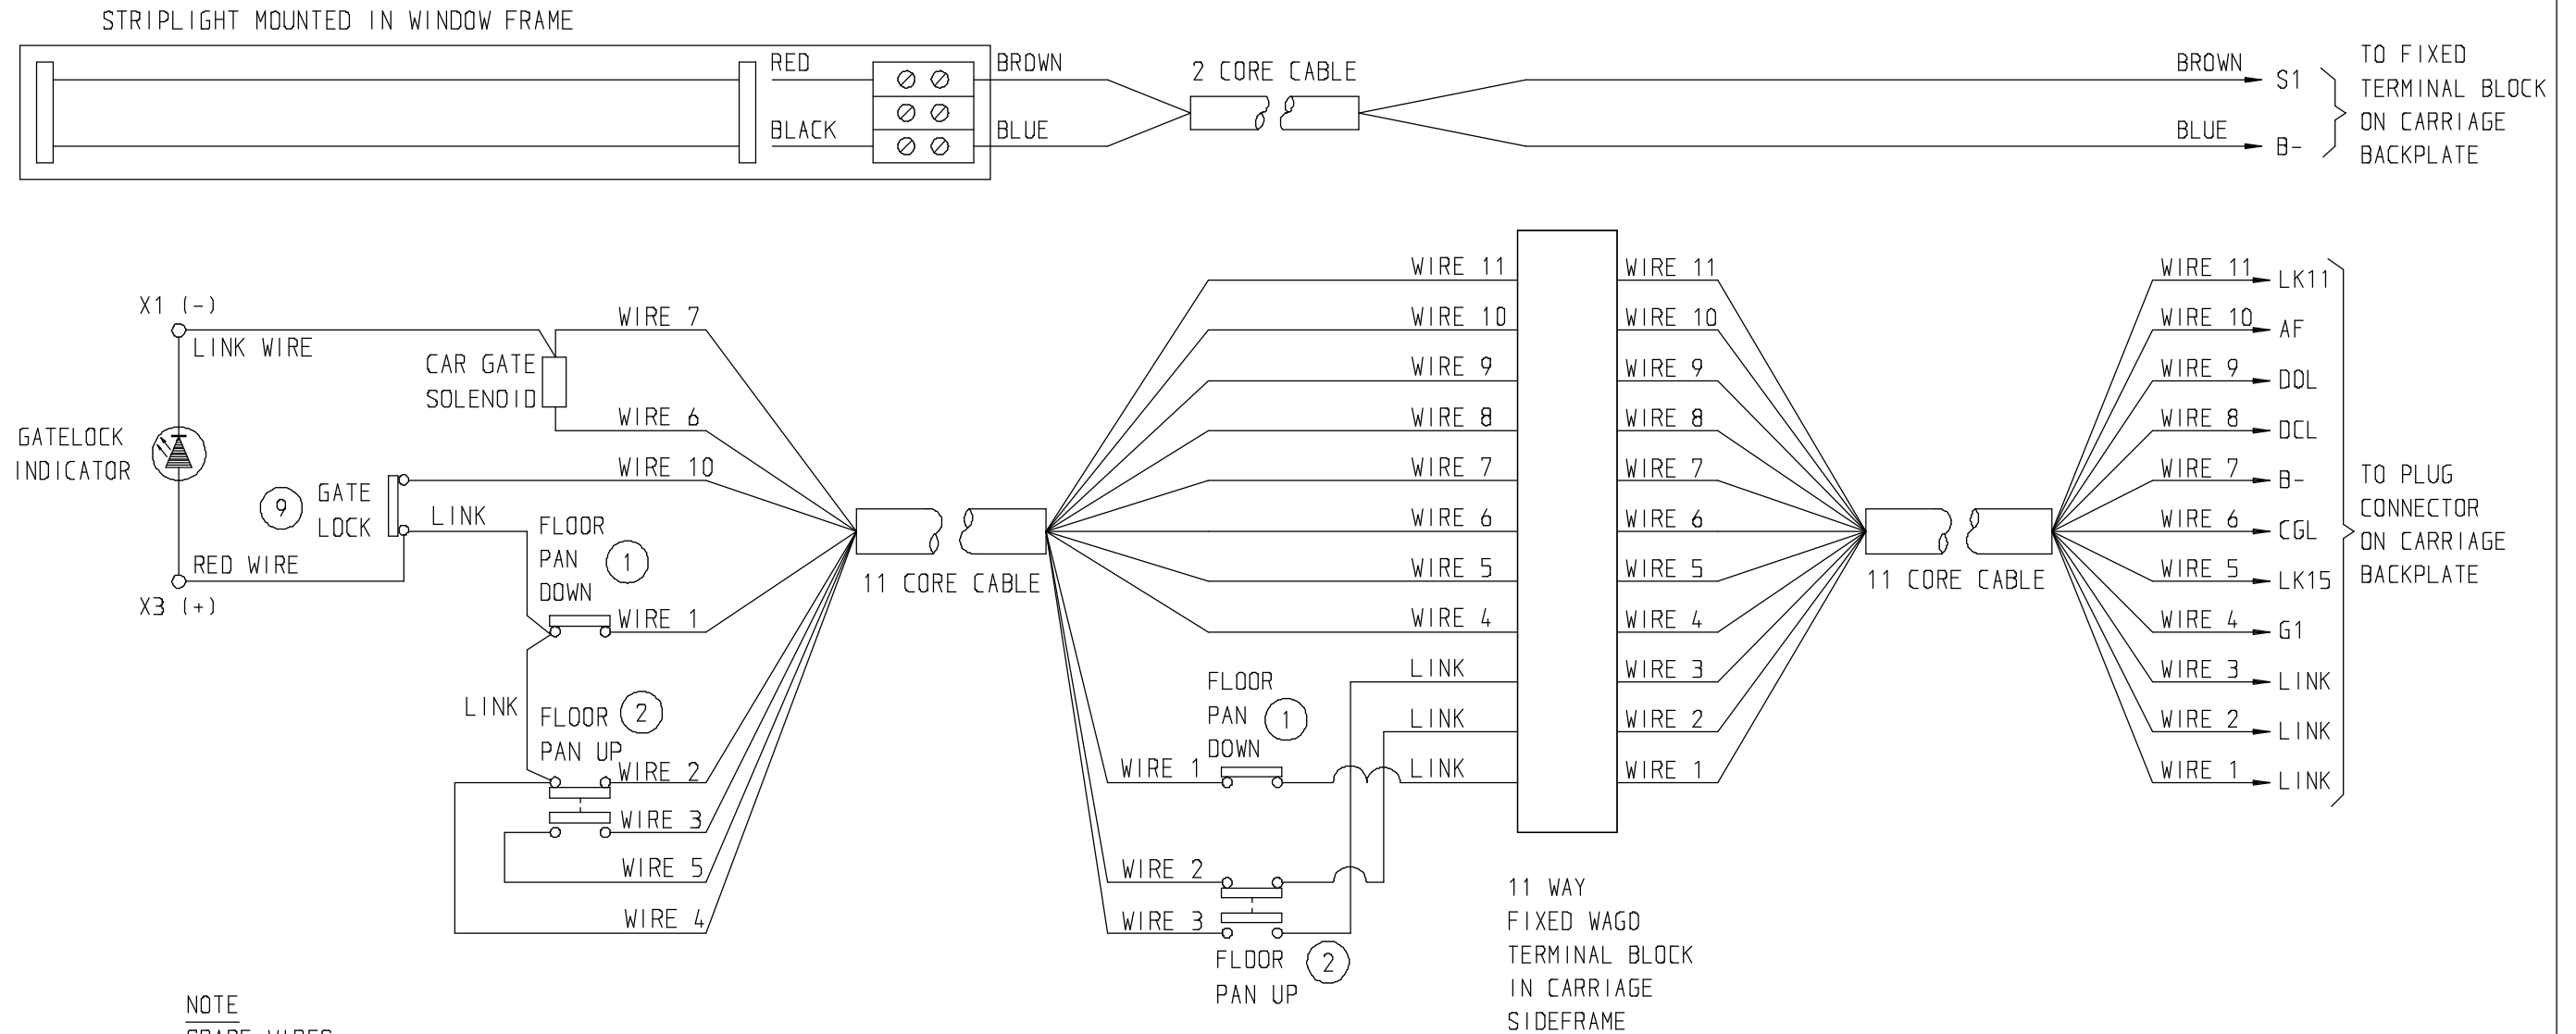 STRIPLIGHT MOUNTED IN WINDOW FRAME
RED
BLACK
BROWN
BLUE
2 CORE CABLE
BROWN
S1
BLUE
B-
TO FIXED
TERMINAL BLOCK
ON CARRIAGE
BACKPLATE
X1 (-)
LINK WIRE
GATELOCK
INDICATOR
RED WIRE
X3 (+)
CAR GATE
SOLENOID
WIRE 7
WIRE 6
WIRE 10
9
GATE
LOCK
LINK
FLOOR
PAN
DOWN
1
WIRE 1
LINK
FLOOR
PAN UP
2
WIRE 2
WIRE 3
WIRE 5
WIRE 4
11 CORE CABLE
WIRE 11
WIRE 10
WIRE 9
WIRE 8
WIRE 7
WIRE 6
WIRE 5
WIRE 4
LINK
LINK
LINK
FLOOR
PAN
DOWN
1
WIRE 1
WIRE 2
WIRE 3
FLOOR
PAN UP
2
11 WAY
FIXED WAGO
TERMINAL BLOCK
IN CARRIAGE
SIDEFRAME
WIRE 11
WIRE 10
WIRE 9
WIRE 8
WIRE 7
WIRE 6
WIRE 5
WIRE 4
WIRE 3
WIRE 2
WIRE 1
11 CORE CABLE
WIRE 11 LK11
WIRE 10 AF
WIRE 9 DOL
WIRE 8 DCL
WIRE 7 B-
WIRE 6 CGL
WIRE 5 LK15
WIRE 4 G1
WIRE 3 LINK
WIRE 2 LINK
WIRE 1 LINK
TO PLUG
CONNECTOR
ON CARRIAGE
BACKPLATE
NOTE